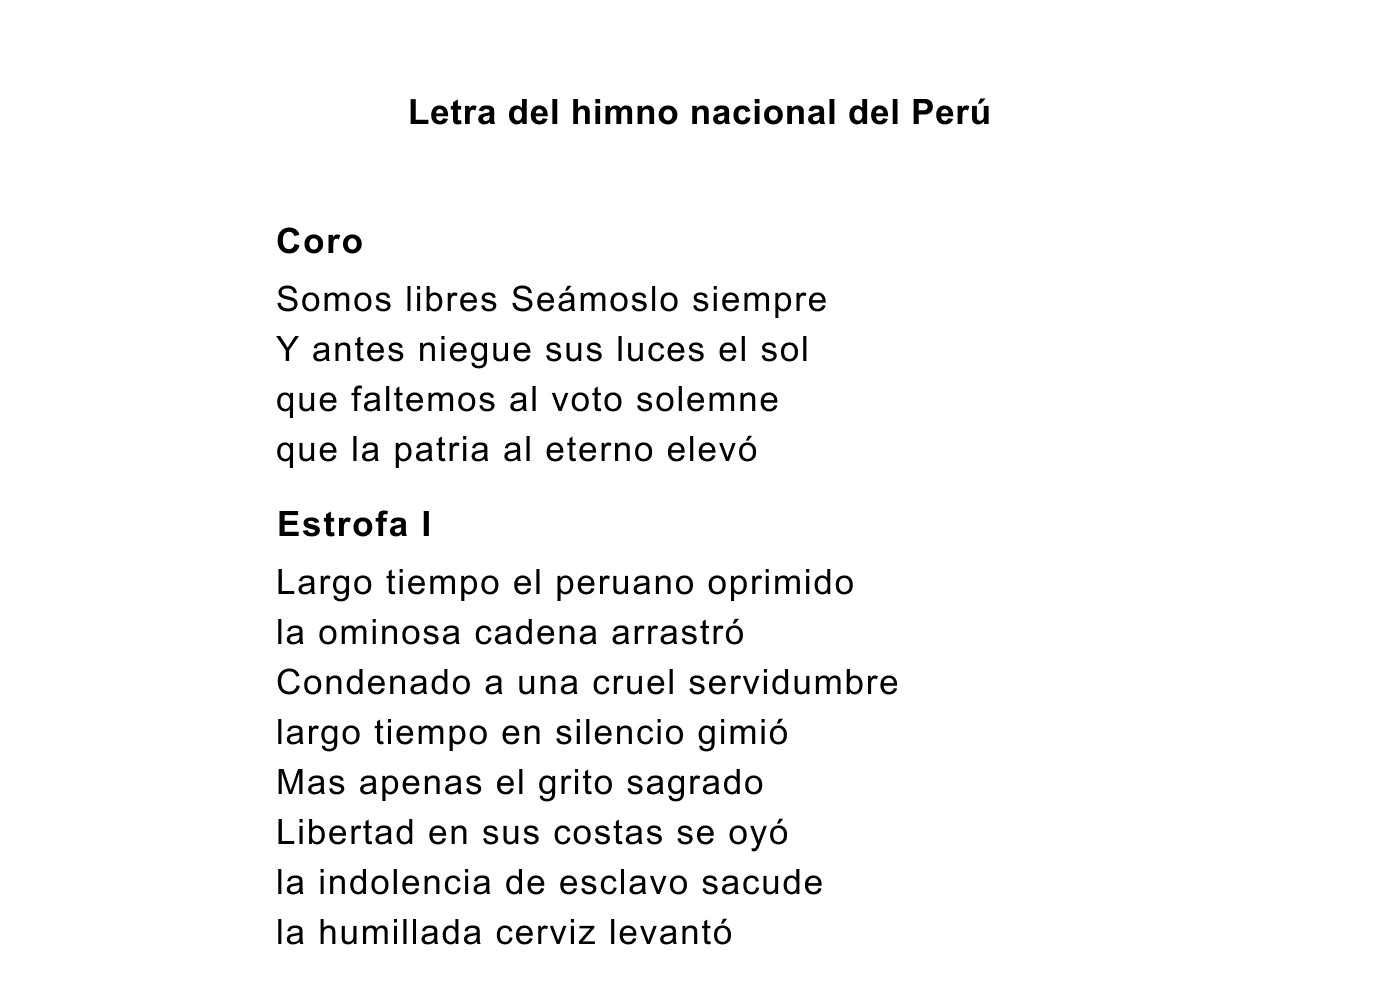 Letra del himno nacional del Perú
Coro
Somos libres Seámoslo siempre
Y antes niegue sus luces el sol
que faltemos al voto solemne
que la patria al eterno elevó
Estrofa I
Largo tiempo el peruano oprimido
la ominosa cadena arrastró
Condenado a una cruel servidumbre
largo tiempo en silencio gimió
Mas apenas el grito sagrado
Libertad en sus costas se oyó
la indolencia de esclavo sacude
la humillada cerviz levantó